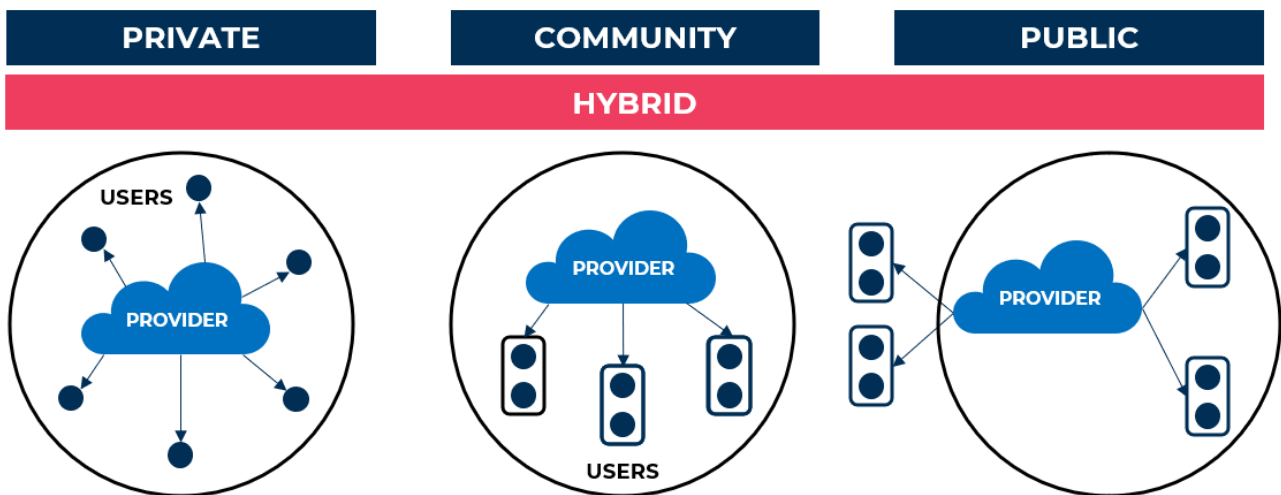 PRIVATE
COMMUNITY
PUBLIC
HYBRID
USERS
PROVIDER
PROVIDER
USERS
PROVIDER